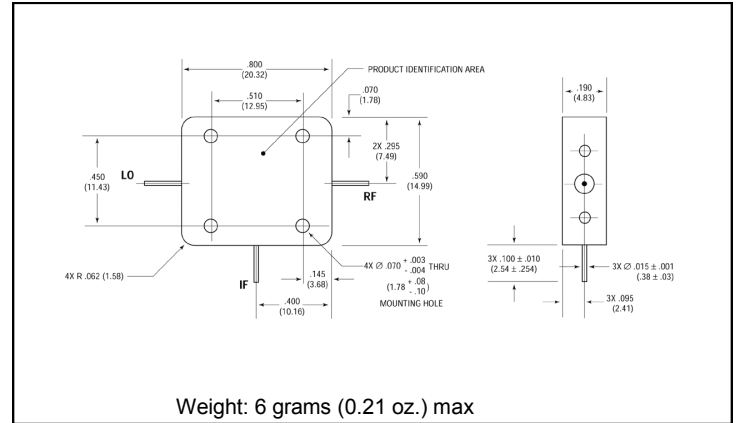 .800
(20.32)
PRODUCT IDENTIFICATION AREA
.510
(12.95)
.070
(1.78)
.190
(4.83)
2X .295
(7.49)
.450
(11.43)
LO
.590
(14.99)
RF
4X R .062 (1.58)
IF
.145
(3.68)
.400
(10.16)
4X Ø .070 + .003 - .004 THRU
(1.78 + .08 - .10)
MOUNTING HOLE
3X .100 ± .010
(2.54 ± .254)
3X Ø .015 ± .001
(.38 ± .03)
3X .095
(2.41)
Weight: 6 grams (0.21 oz.) max